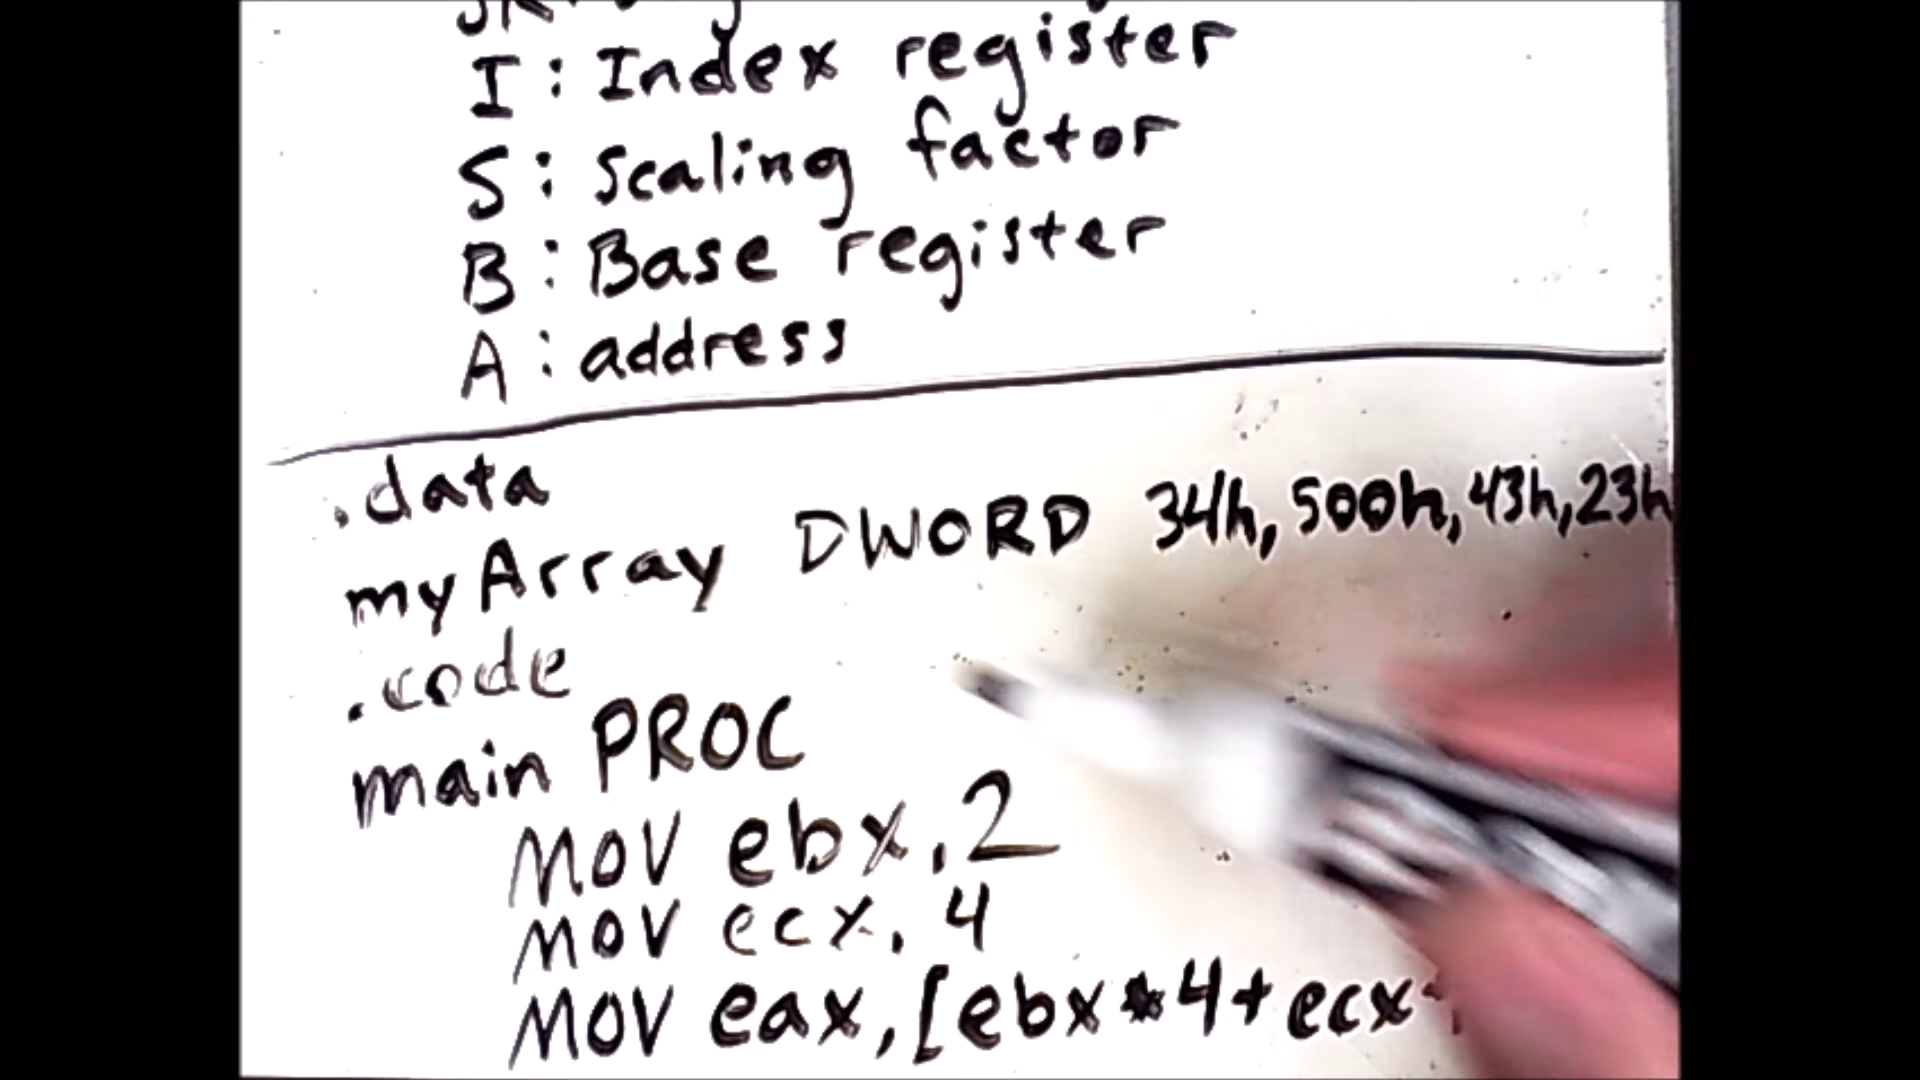 I: Index register
S: Scaling factor
B: Base register
A: address
.data
myArray DWORD 34h, 500h, 43h, 23h
.code
main PROC
MOV ebx, 2
MOV ecx, 4
MOV eax, [ebx*4+ecx